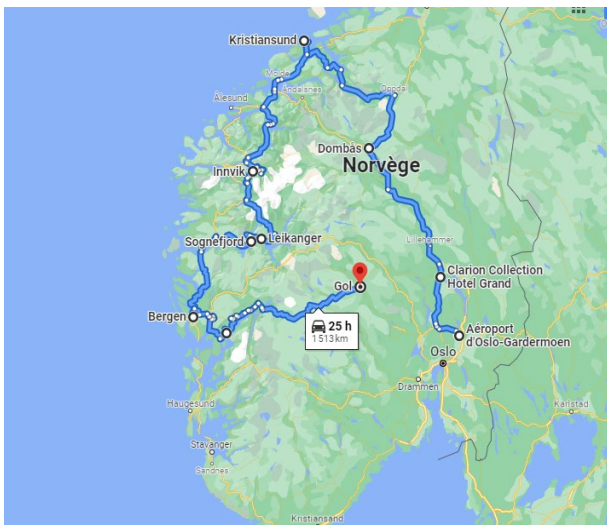 Kristiansund
Molde
Oppdal
Åndalsnes
Ålesund
Dombås
Norvège
Innvik
Sognefjord
Leikanger
Lillehammer
Clarion Collection
Hotel Grand
Gol
Bergen
25 h
1 513 km
Aéroport
d'Oslo-Gardermoen
Oslo
Drammen
Haugesund
Karlstad
Stavanger
Sandnes
Kristiansand